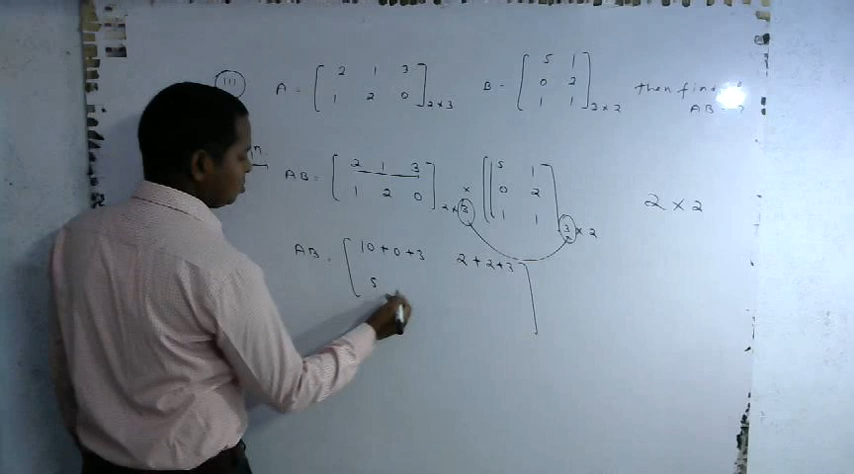 (11) A = [ 2 1 3 B = [ 5 1 then find
1 2 0 ] 2×3 0 2 AB = ?
1 1 ] 3×2
n AB = [ 2 1 3 × [ 5 1
1 2 0 ] 2×3 0 2 2×2
1 1 ] 3×2
AB = [ 10+0+3 2+2+3 ]
5